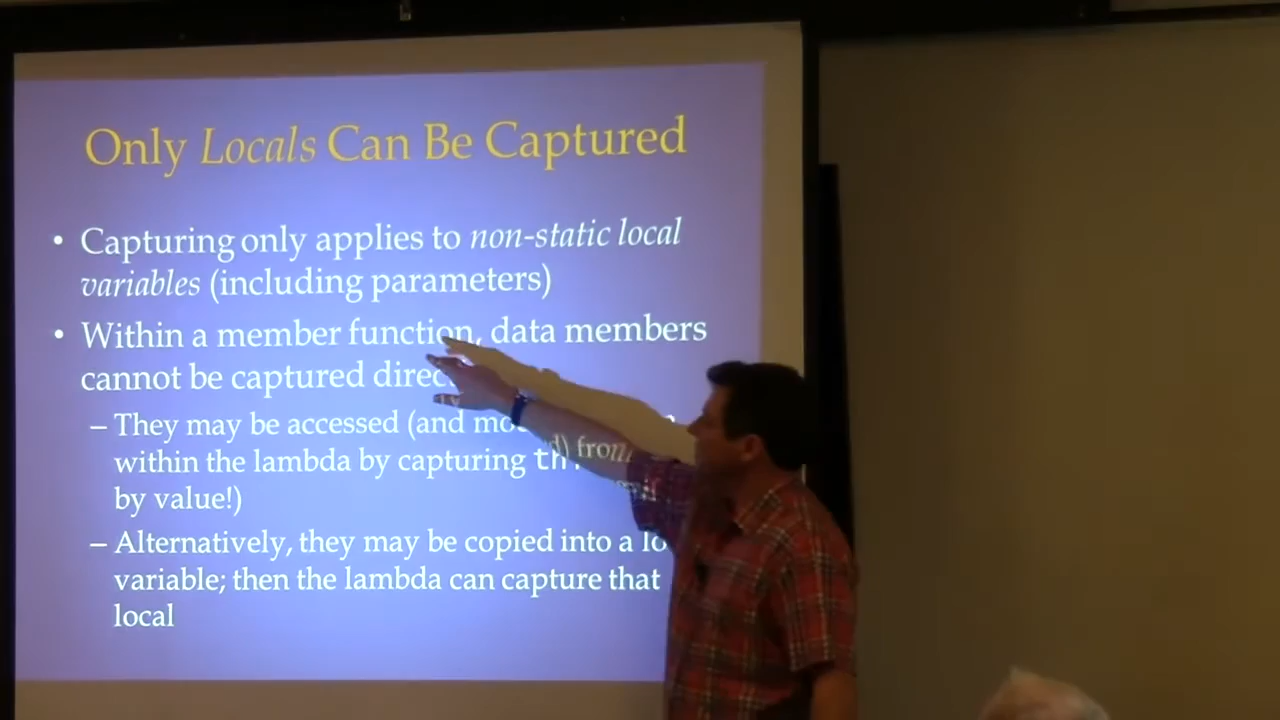 Only Locals Can Be Captured
• Capturing only applies to non-static local
variables (including parameters)
• Within a member function, data members
cannot be captured
– They may be accessed (and from
within the lambda by capturing
by value!)
– Alternatively, they may be copied into a
variable; then the lambda can capture that
local